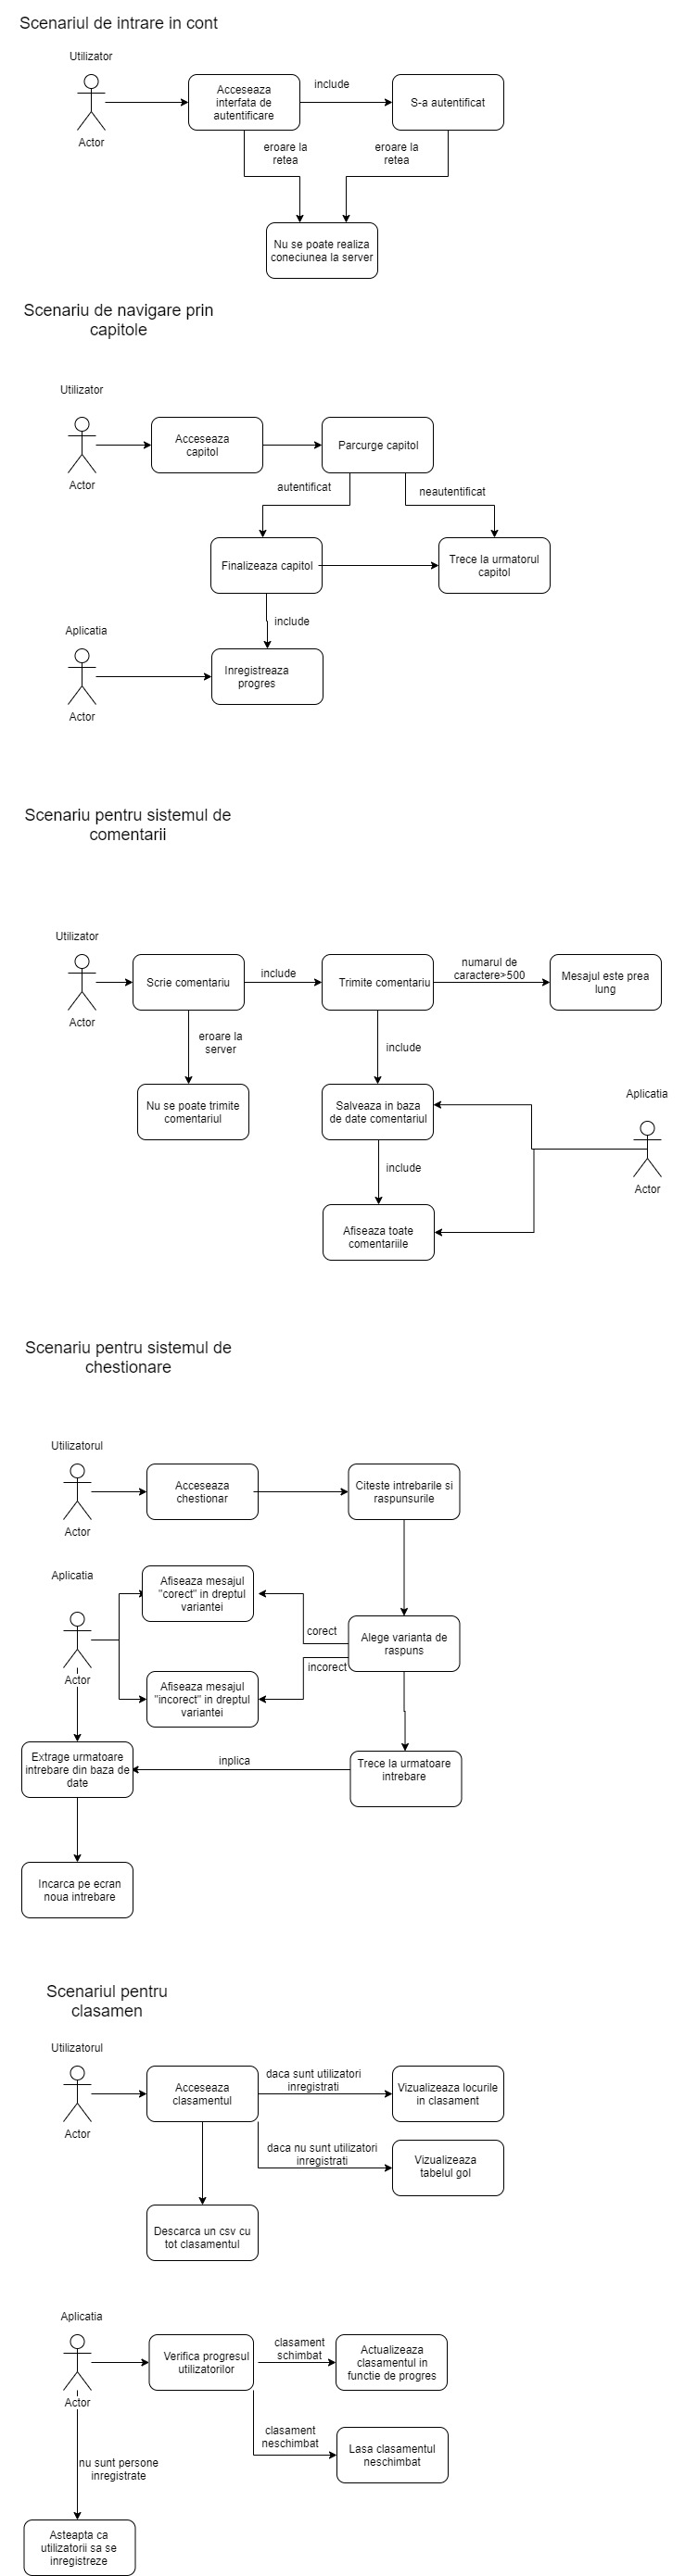 Scenariul de intrare in cont
Utilizator
Actor
Acceseaza
interfata de
autentificare
include
S-a autentificat
eroare la
retea
eroare la
retea
Nu se poate realiza
coneciunea la server
Scenariu de navigare prin
capitole
Utilizator
Actor
Acceseaza
capitol
Parcurge capitol
autentificat
neautentificat
Finalizeaza capitol
Trece la urmatorul
capitol
include
Aplicatia
Actor
Inregistreaza
progres
Scenariu pentru sistemul de
comentarii
Utilizator
Actor
Scrie comentariu
include
Trimite comentariu
numarul de
caractere>500
Mesajul este prea
lung
eroare la
server
include
Nu se poate trimite
comentariul
Salveaza in baza
de date comentariul
Aplicatia
Actor
include
Afiseaza toate
comentariile
Scenariu pentru sistemul de
chestionare
Utilizatorul
Actor
Acceseaza
chestionar
Citeste intrebarile si
raspunsurile
Aplicatia
Actor
Afiseaza mesajul
"corect" in dreptul
variantei
corect
Alege varianta de
raspuns
incorect
Afiseaza mesajul
"incorect" in dreptul
variantei
Extrage urmatoare
intrebare din baza de
date
inplica
Trece la urmatoare
intrebare
Incarca pe ecran
noua intrebare
Scenariul pentru
clasamen
Utilizatorul
Actor
Acceseaza
clasamentul
daca sunt utilizatori
inregistrati
Vizualizeaza locurile
in clasament
daca nu sunt utilizatori
inregistrati
Vizualizeaza
tabelul gol
Descarca un csv cu
tot clasamentul
Aplicatia
Actor
Verifica progresul
utilizatorilor
clasament
schimbat
Actualizeaza
clasamentul in
functie de progres
clasament
neschimbat
Lasa clasamentul
neschimbat
nu sunt persone
inregistrate
Asteapta ca
utilizatorii sa se
inregistreze